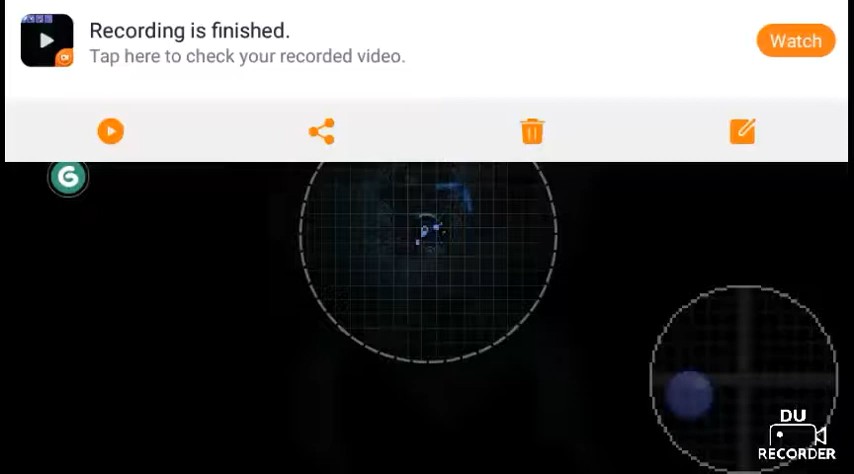 Recording is finished.
Tap here to check your recorded video.
Watch
DU
RECORDER